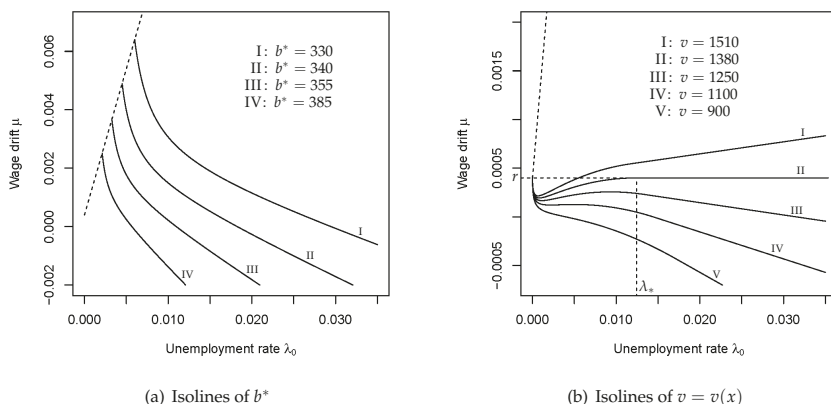 I: b* = 330
II: b* = 340
III: b* = 355
IV: b* = 385
Wage drift μ
0.006
0.004
0.002
0.000
−0.002
I
II
III
IV
0.000
0.010
0.020
0.030
Unemployment rate λ₀
(a) Isolines of b*
I: v = 1510
II: v = 1380
III: v = 1250
IV: v = 1100
V: v = 900
Wage drift μ
0.0015
0.0005
r
−0.0005
I
II
III
IV
V
λ*
0.000
0.010
0.020
0.030
Unemployment rate λ₀
(b) Isolines of v = v(x)